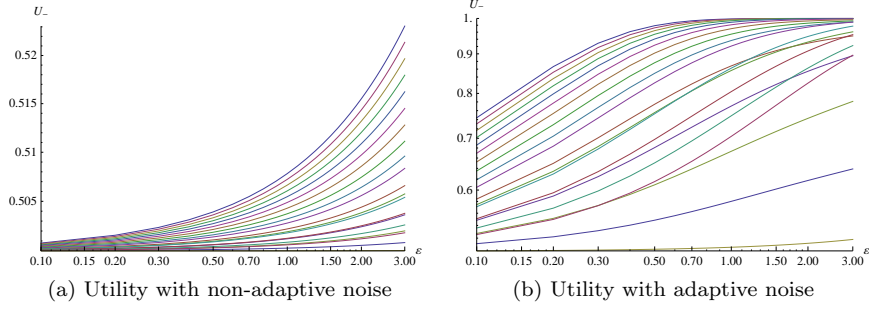 U_
0.52
0.515
0.51
0.505
0.10 0.15 0.20 0.30 0.50 0.70 1.00 1.50 2.00 3.00 ε
(a) Utility with non-adaptive noise
U_
1.
0.9
0.8
0.7
0.6
0.10 0.15 0.20 0.30 0.50 0.70 1.00 1.50 2.00 3.00 ε
(b) Utility with adaptive noise